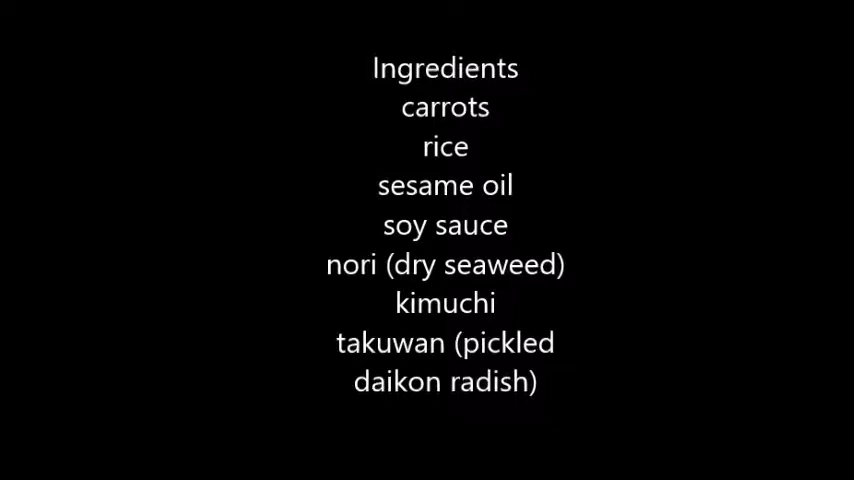 Ingredients
carrots
rice
sesame oil
soy sauce
nori (dry seaweed)
kimuchi
takuwan (pickled
daikon radish)